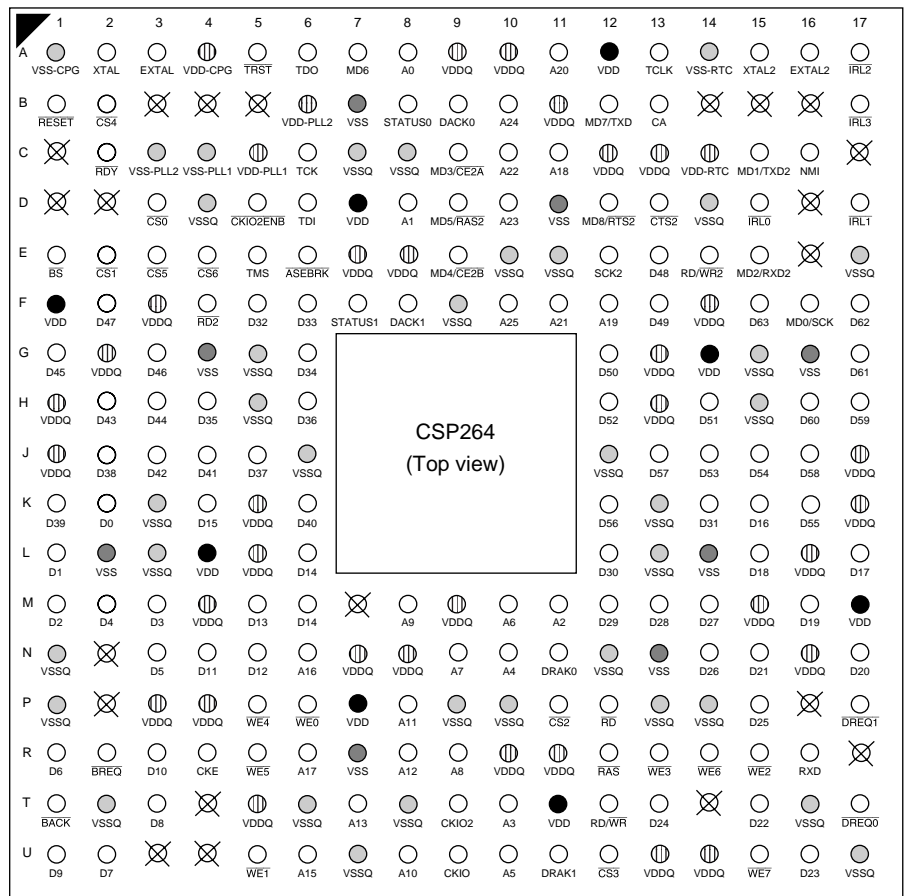 1 2 3 4 5 6 7 8 9 10 11 12 13 14 15 16 17
A
VSS-CPG XTAL EXTAL VDD-CPG TRST TDO MD6 A0 VDDQ VDDQ A20 VDD TCLK VSS-RTC XTAL2 EXTAL2 IRL2
B
RESET CS4 VDD-PLL2 VSS STATUS0 DACK0 A24 VDDQ MD7/TXD CA IRL3
C
RDY VSS-PLL2 VSS-PLL1 VDD-PLL1 TCK VSSQ VSSQ MD3/CE2A A22 A18 VDDQ VDDQ VDD-RTC MD1/TXD2 NMI
D
CS0 VSSQ CKIO2ENB TDI VDD A1 MD5/RAS2 A23 VSS MD8/RTS2 CTS2 VSSQ IRL0 IRL1
E
BS CS1 CS5 CS6 TMS ASEBRK VDDQ VDDQ MD4/CE2B VSSQ VSSQ SCK2 D48 RD/WR2 MD2/RXD2 VSSQ
F
VDD D47 VDDQ RD2 D32 D33 STATUS1 DACK1 VSSQ A25 A21 A19 D49 VDDQ D63 MD0/SCK D62
G
D45 VDDQ D46 VSS VSSQ D34 D50 VDDQ VDD VSSQ VSS D61
H
VDDQ D43 D44 D35 VSSQ D36 D52 VDDQ D51 VSSQ D60 D59
CSP264
(Top view)
J
VDDQ D38 D42 D41 D37 VSSQ VSSQ D57 D53 D54 D58 VDDQ
K
D39 D0 VSSQ D15 VDDQ D40 D56 VSSQ D31 D16 D55 VDDQ
L
D1 VSS VSSQ VDD VDDQ D14 D30 VSSQ VSS D18 VDDQ D17
M
D2 D4 D3 VDDQ D13 D14 A9 VDDQ A6 A2 D29 D28 D27 VDDQ D19 VDD
N
VSSQ D5 D11 D12 A16 VDDQ VDDQ A7 A4 DRAK0 VSSQ VSS D26 D21 VDDQ D20
P
VSSQ VDDQ VDDQ WE4 WE0 VDD A11 VSSQ VSSQ CS2 RD VSSQ VSSQ D25 DREQ1
R
D6 BREQ D10 CKE WE5 A17 VSS A12 A8 VDDQ VDDQ RAS WE3 WE6 WE2 RXD
T
BACK VSSQ D8 VDDQ VSSQ A13 VSSQ CKIO2 A3 VDD RD/WR D24 D22 VSSQ DREQ0
U
D9 D7 WE1 A15 VSSQ A10 CKIO A5 DRAK1 CS3 VDDQ VDDQ WE7 D23 VSSQ